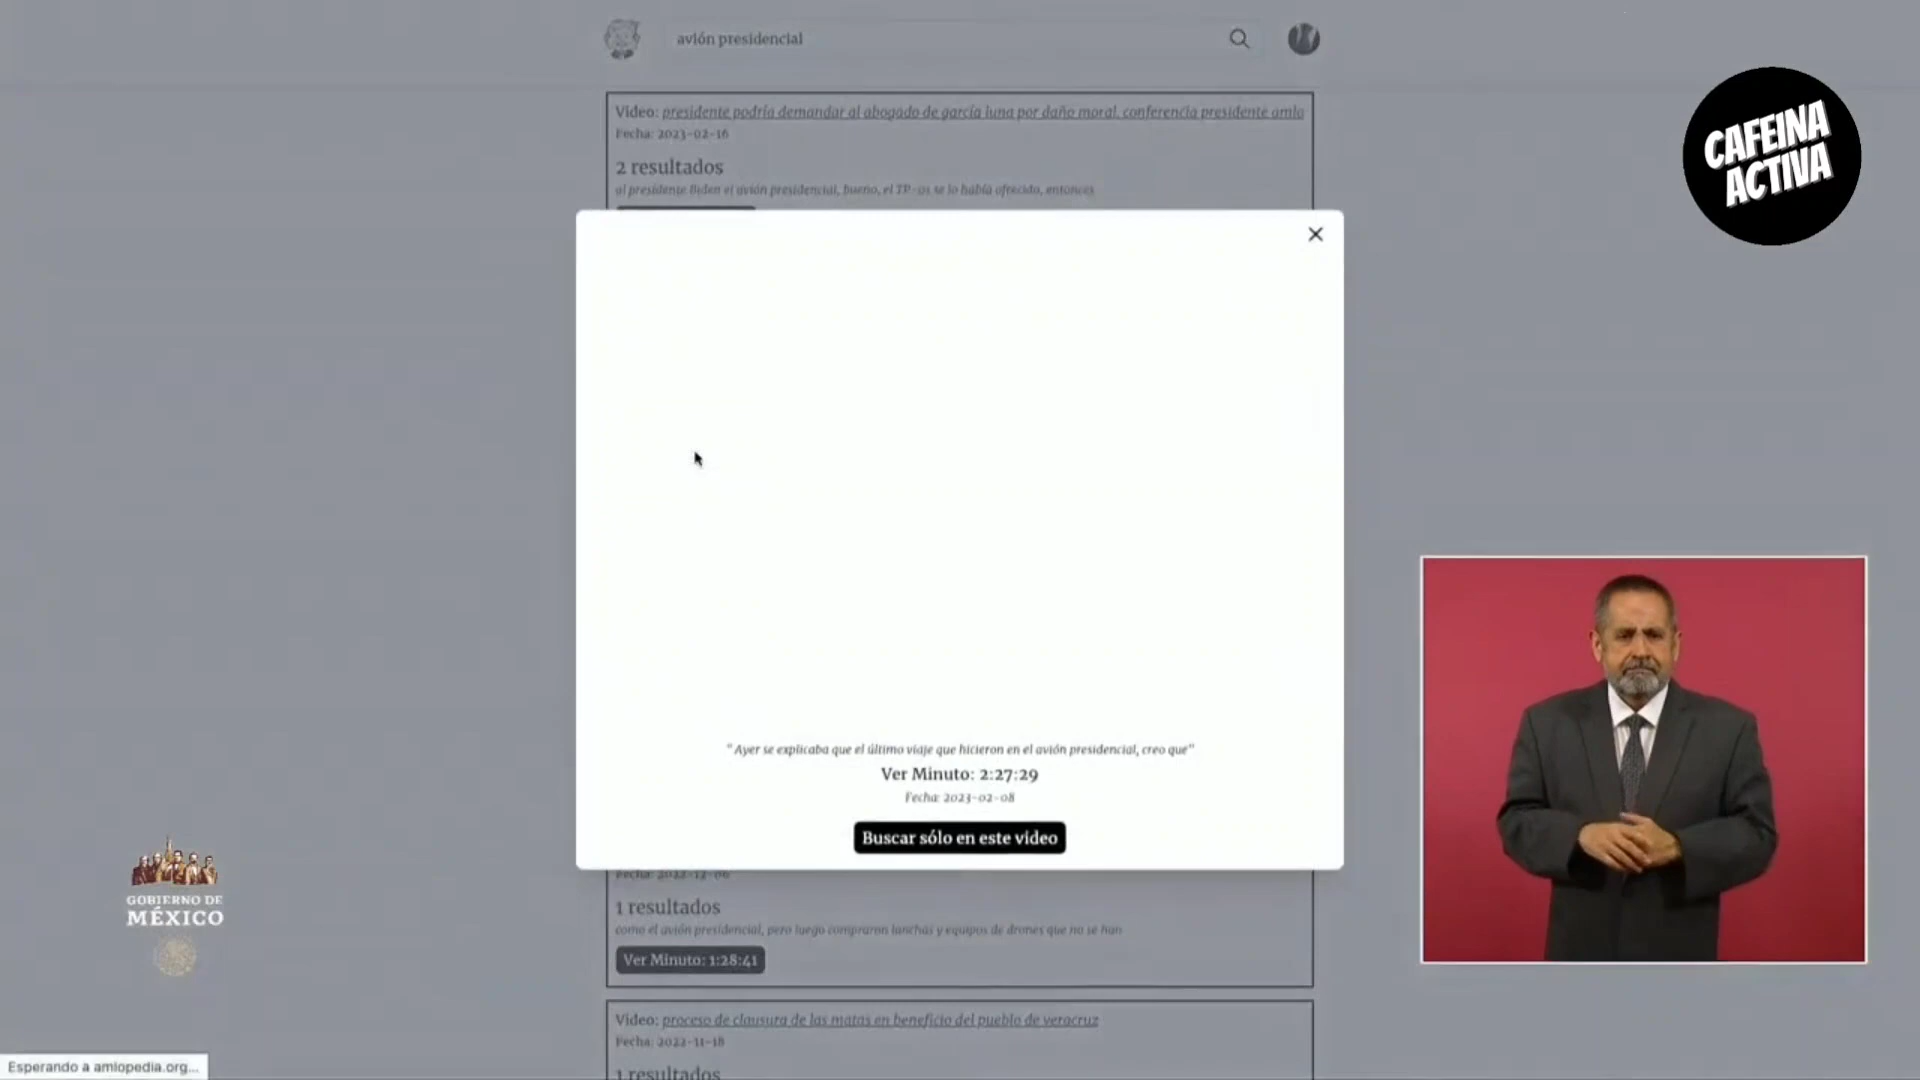 avión presidencial
CAFEINA
ACTIVA
Video: presidente podría demandar al abogado de garcía luna por daño moral. conferencia presidente amlo
Fecha: 2023-02-16
2 resultados
al presidente Biden el avión presidencial, bueno, el TP-01 se lo había ofrecido, entonces
" Ayer se explicaba que el último viaje que hicieron en el avión presidencial, creo que"
Ver Minuto: 2:27:29
Fecha: 2023-02-08
Buscar sólo en este video
Fecha: 2022-12-06
1 resultados
como el avión presidencial, pero luego compraron lanchas y equipos de drones que no se han
Ver Minuto: 1:28:41
GOBIERNO DE
MÉXICO
Video: proceso de clausura de las matas en beneficio del pueblo de veracruz
Fecha: 2022-11-18
1 resultados
Esperando a amlopedia.org...